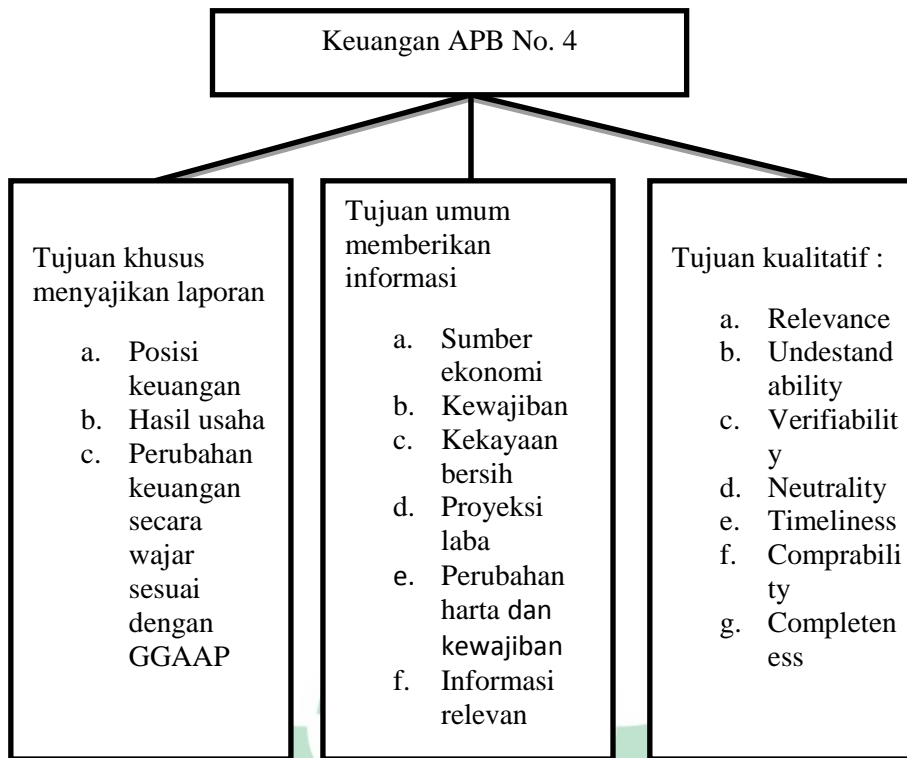 Keuangan APB No. 4
Tujuan khusus
menyajikan laporan
a. Posisi
keuangan
b. Hasil usaha
c. Perubahan
keuangan
secara
wajar
sesuai
dengan
GGAAP
Tujuan umum
memberikan
informasi
a. Sumber
ekonomi
b. Kewajiban
c. Kekayaan
bersih
d. Proyeksi
laba
e. Perubahan
harta dan
kewajiban
f. Informasi
relevan
Tujuan kualitatif :
a. Relevance
b. Undestand
ability
c. Verifiabilit
y
d. Neutrality
e. Timeliness
f. Comprabili
ty
g. Completen
ess